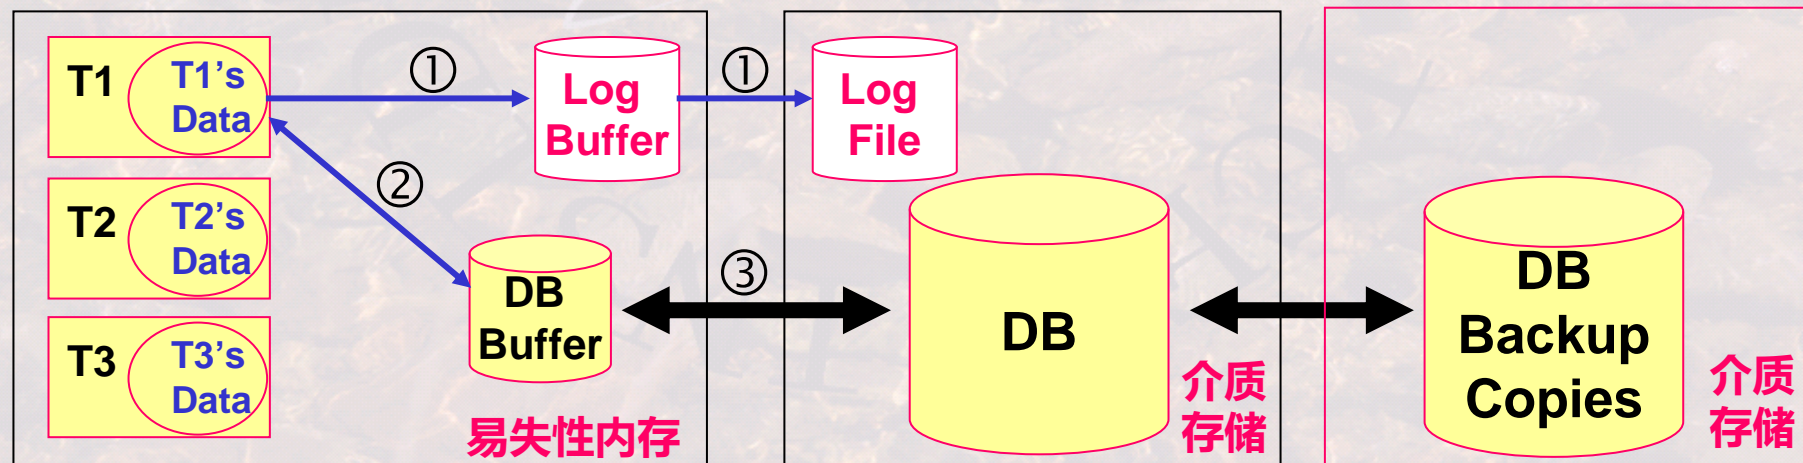 T1
T1’s
Data
①
Log
Buffer
①
Log
File
②
T2
T2’s
Data
DB
Buffer
③
DB
DB
Backup
Copies
T3
T3’s
Data
易失性内存
介质
存储
介质
存储